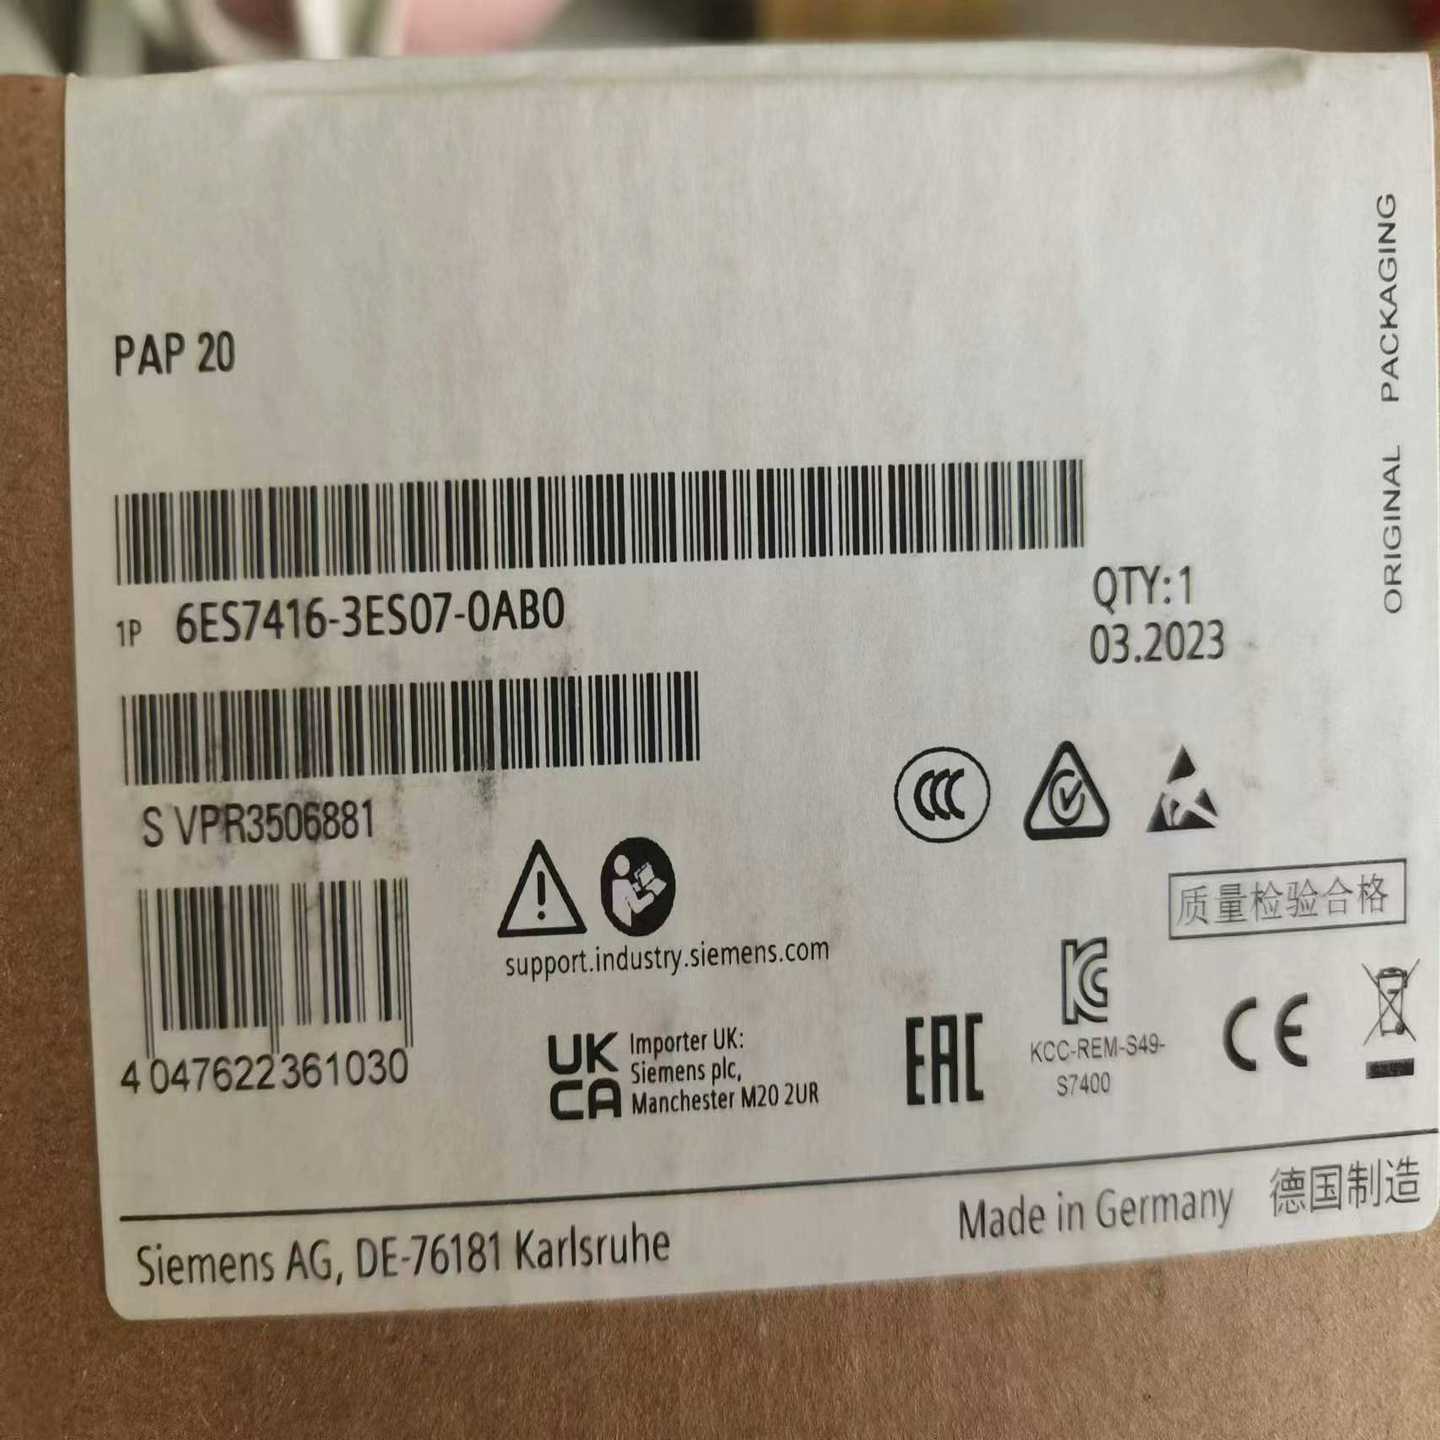 PAP 20
ORIGINAL PACKAGING
1P 6ES7416-3ES07-0AB0
QTY:1
03.2023
S VPR3506881
support.industry.siemens.com
质量检验合格
4 047622 361030
UK
CA
Importer UK:
Siemens plc,
Manchester M20 2UR
EAC
KCC-REM-S49-
S7400
CE
Siemens AG, DE-76181 Karlsruhe
Made in Germany 德国制造